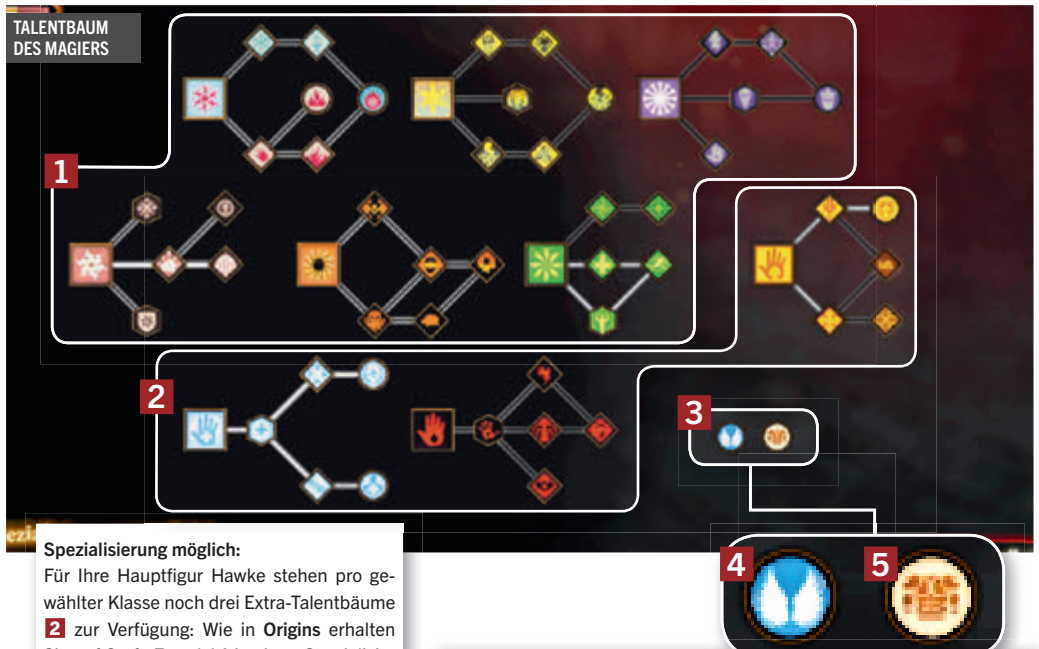 TALENTBAUM
DES MAGIERS
1
2
3
4
5
Spezialisierung möglich:
Für Ihre Hauptfigur Hawke stehen pro ge-
wählter Klasse noch drei Extra-Talentbäume
2 zur Verfügung: Wie in Origins erhalten